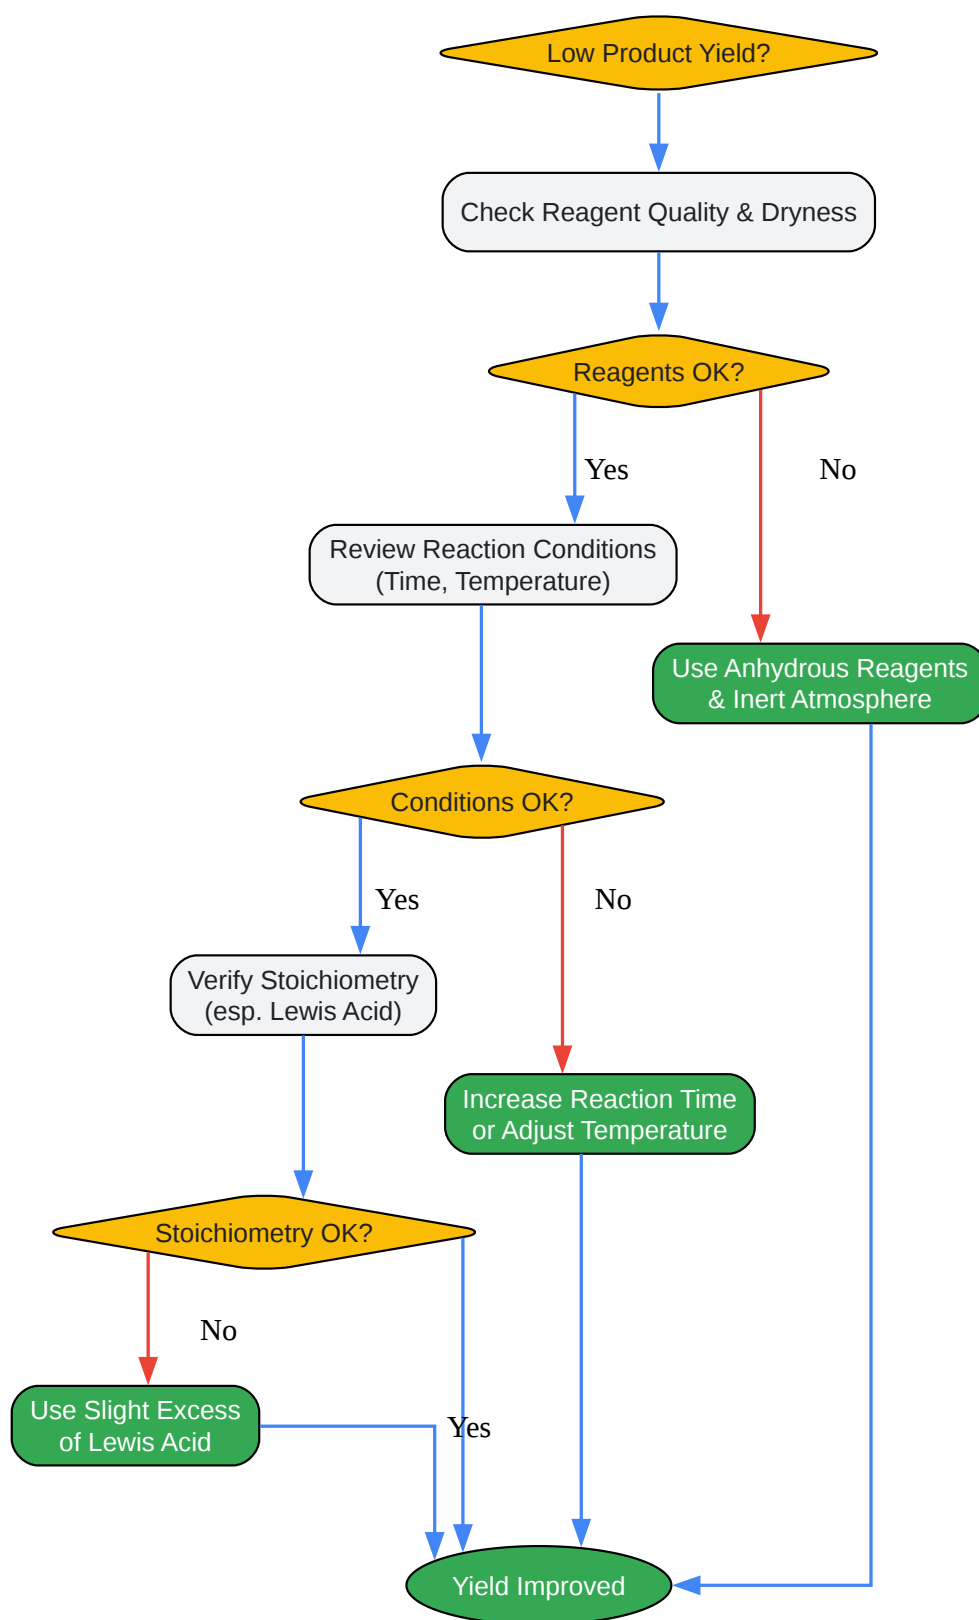 Low Product Yield?
Check Reagent Quality & Dryness
Reagents OK?
Yes
No
Review Reaction Conditions
(Time, Temperature)
Use Anhydrous Reagents
& Inert Atmosphere
Conditions OK?
Yes
No
Verify Stoichiometry
(esp. Lewis Acid)
Increase Reaction Time
or Adjust Temperature
Stoichiometry OK?
No
Use Slight Excess
of Lewis Acid
Yes
Yield Improved